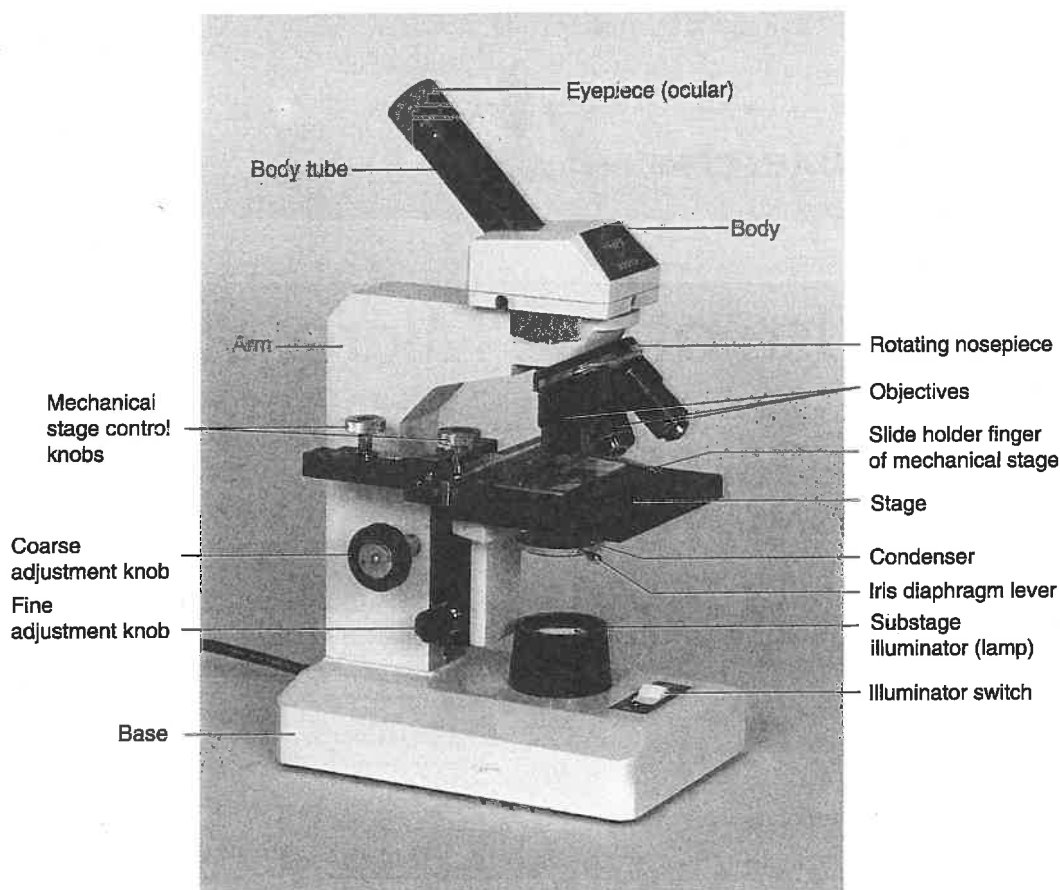 Eyepiece (ocular)
Body tube
Body
Arm
Rotating nosepiece
Objectives
Mechanical
stage control
knobs
Slide holder finger
of mechanical stage
Stage
Coarse
adjustment knob
Condenser
Iris diaphragm lever
Fine
adjustment knob
Substage
illuminator (lamp)
Illuminator switch
Base